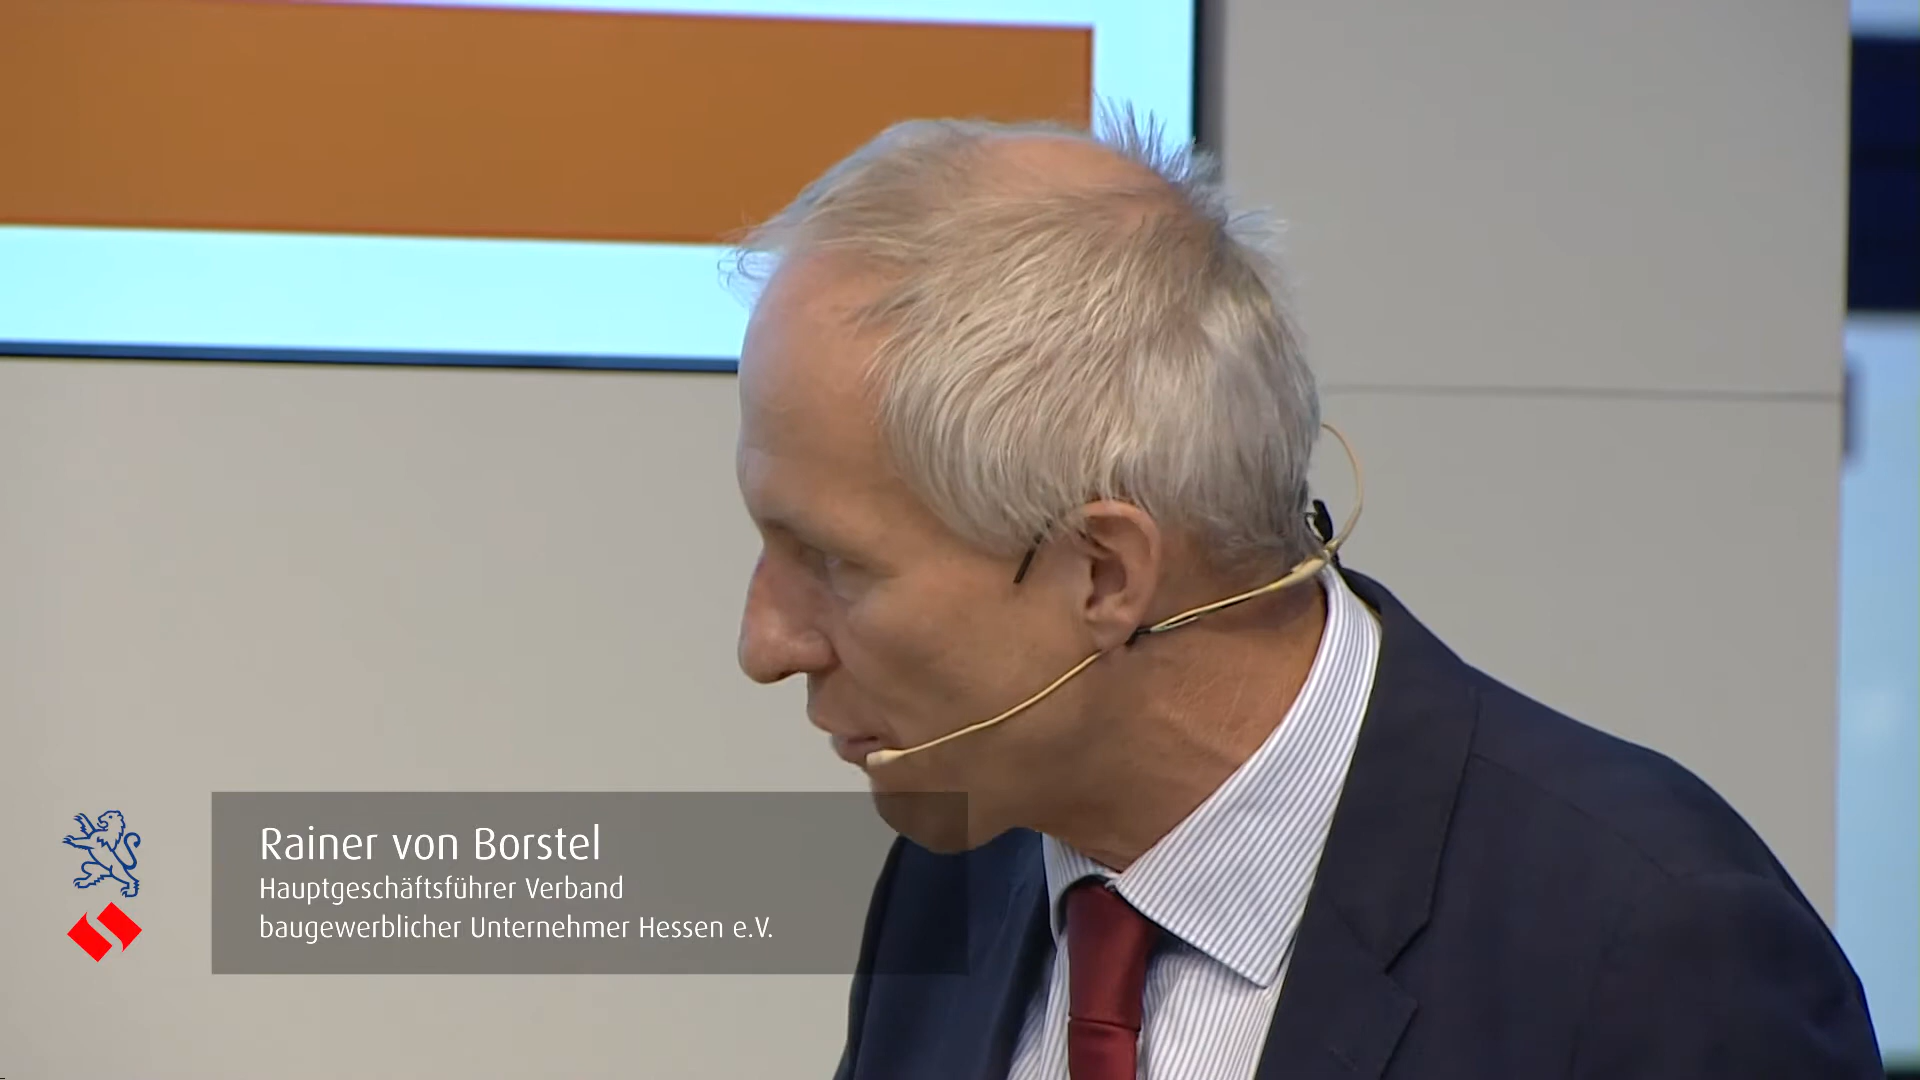 Rainer von Borstel
Hauptgeschäftsführer Verband
baugewerblicher Unternehmer Hessen e.V.